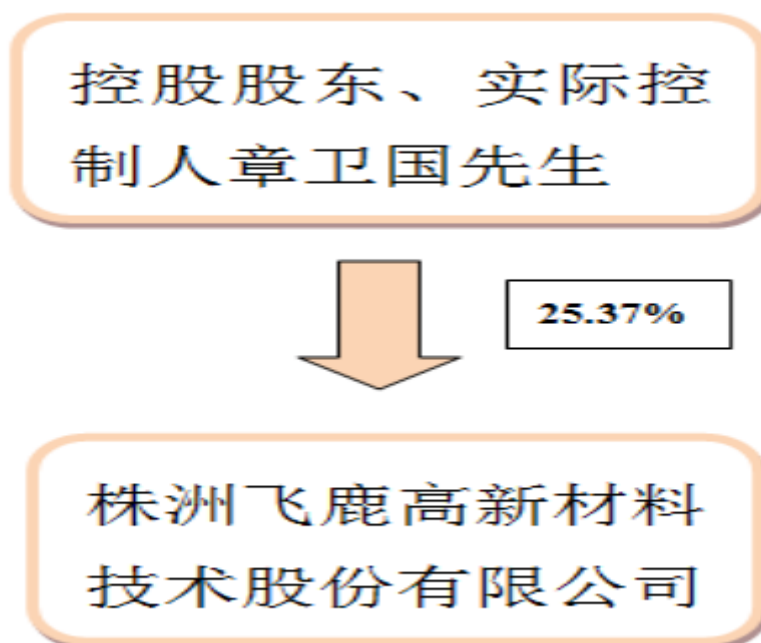 控股股东、实际控
制人章卫国先生
25.37%
株洲飞鹿高新材料
技术股份有限公司